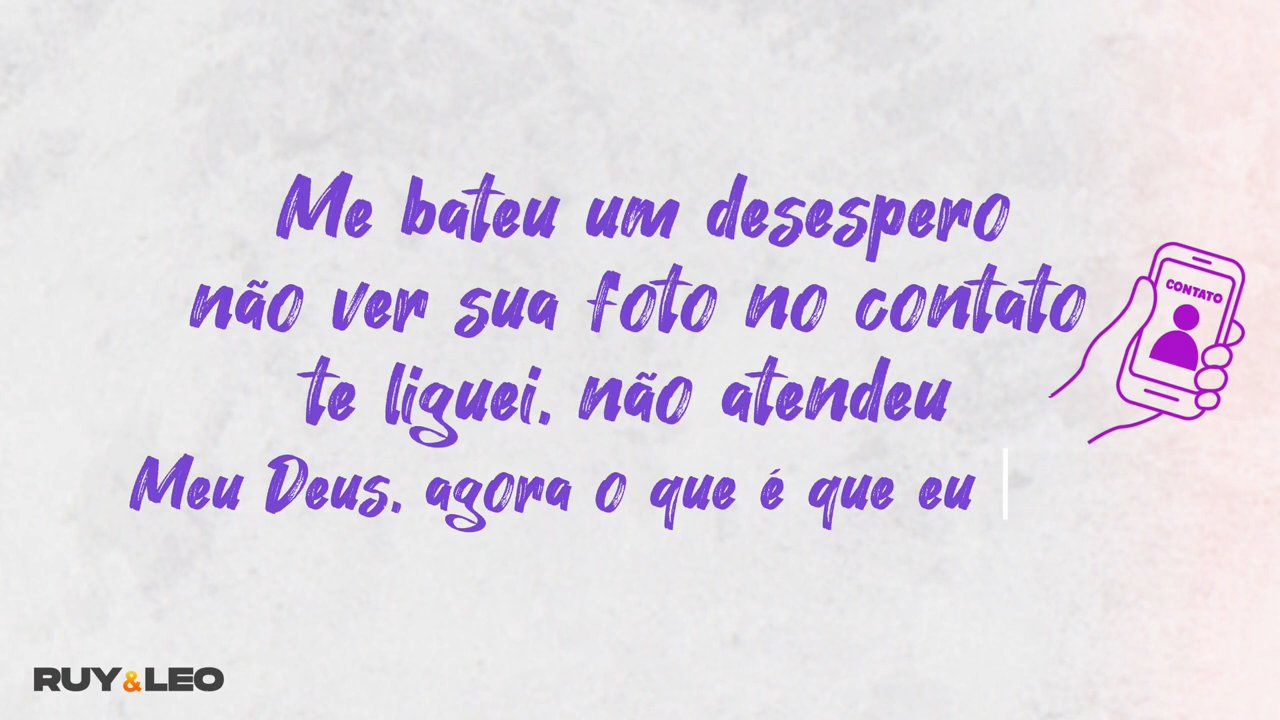 Me bateu um desespero
não ver sua foto no contato
te liguei, não atendeu
Meu Deus, agora o que é que eu
CONTATO
RUY&LEO